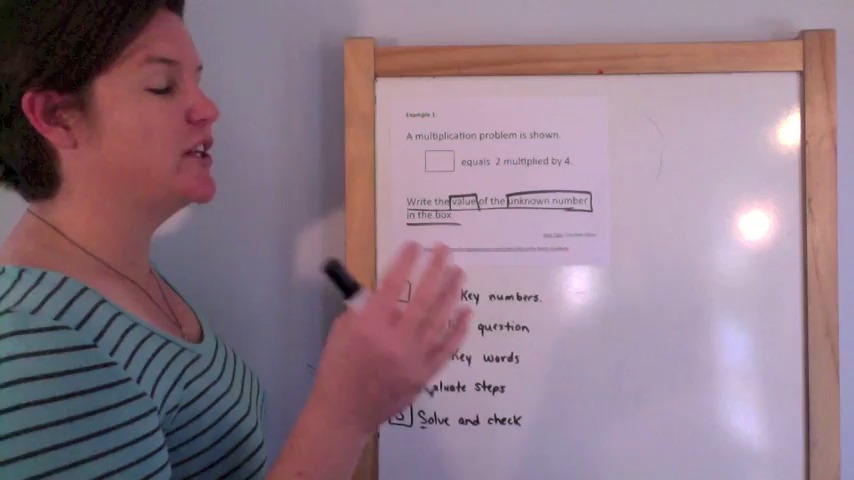 Example 1:
A multiplication problem is shown.
equals 2 multiplied by 4.
Write the value of the unknown number
in the box
Key numbers.
question
Key words
aluate steps
S Solve and check